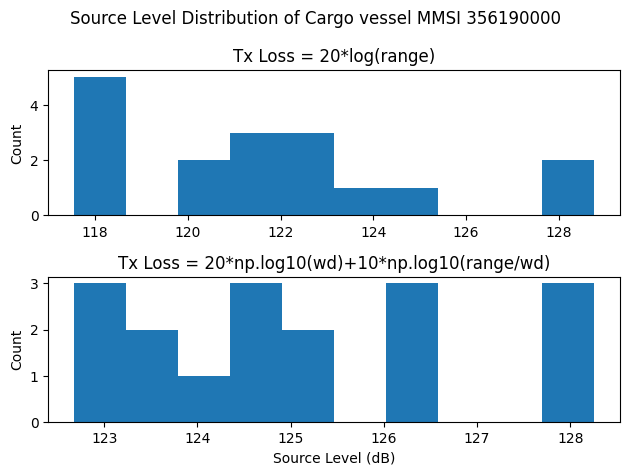 Source Level Distribution of Cargo vessel MMSI 356190000
Tx Loss = 20*log(range)
Count
4
2
0
118 120 122 124 126 128
Tx Loss = 20*np.log10(wd)+10*np.log10(range/wd)
Count
3
2
1
0
123 124 125 126 127 128
Source Level (dB)